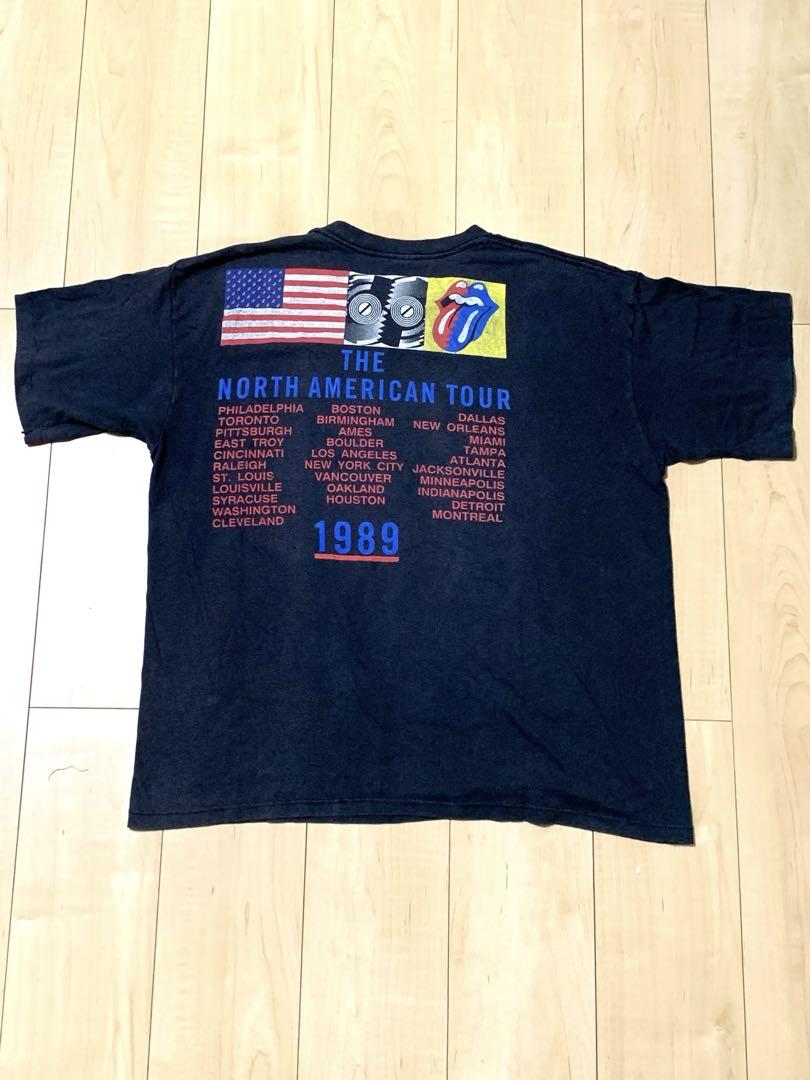 THE
NORTH AMERICAN TOUR
PHILADELPHIA
TORONTO
PITTSBURGH
EAST TROY
CINCINNATI
RALEIGH
ST. LOUIS
LOUISVILLE
SYRACUSE
WASHINGTON
CLEVELAND
BOSTON
BIRMINGHAM
AMES
BOULDER
LOS ANGELES
NEW YORK CITY
VANCOUVER
OAKLAND
HOUSTON
DALLAS
NEW ORLEANS
MIAMI
TAMPA
ATLANTA
JACKSONVILLE
MINNEAPOLIS
INDIANAPOLIS
DETROIT
MONTREAL
1989